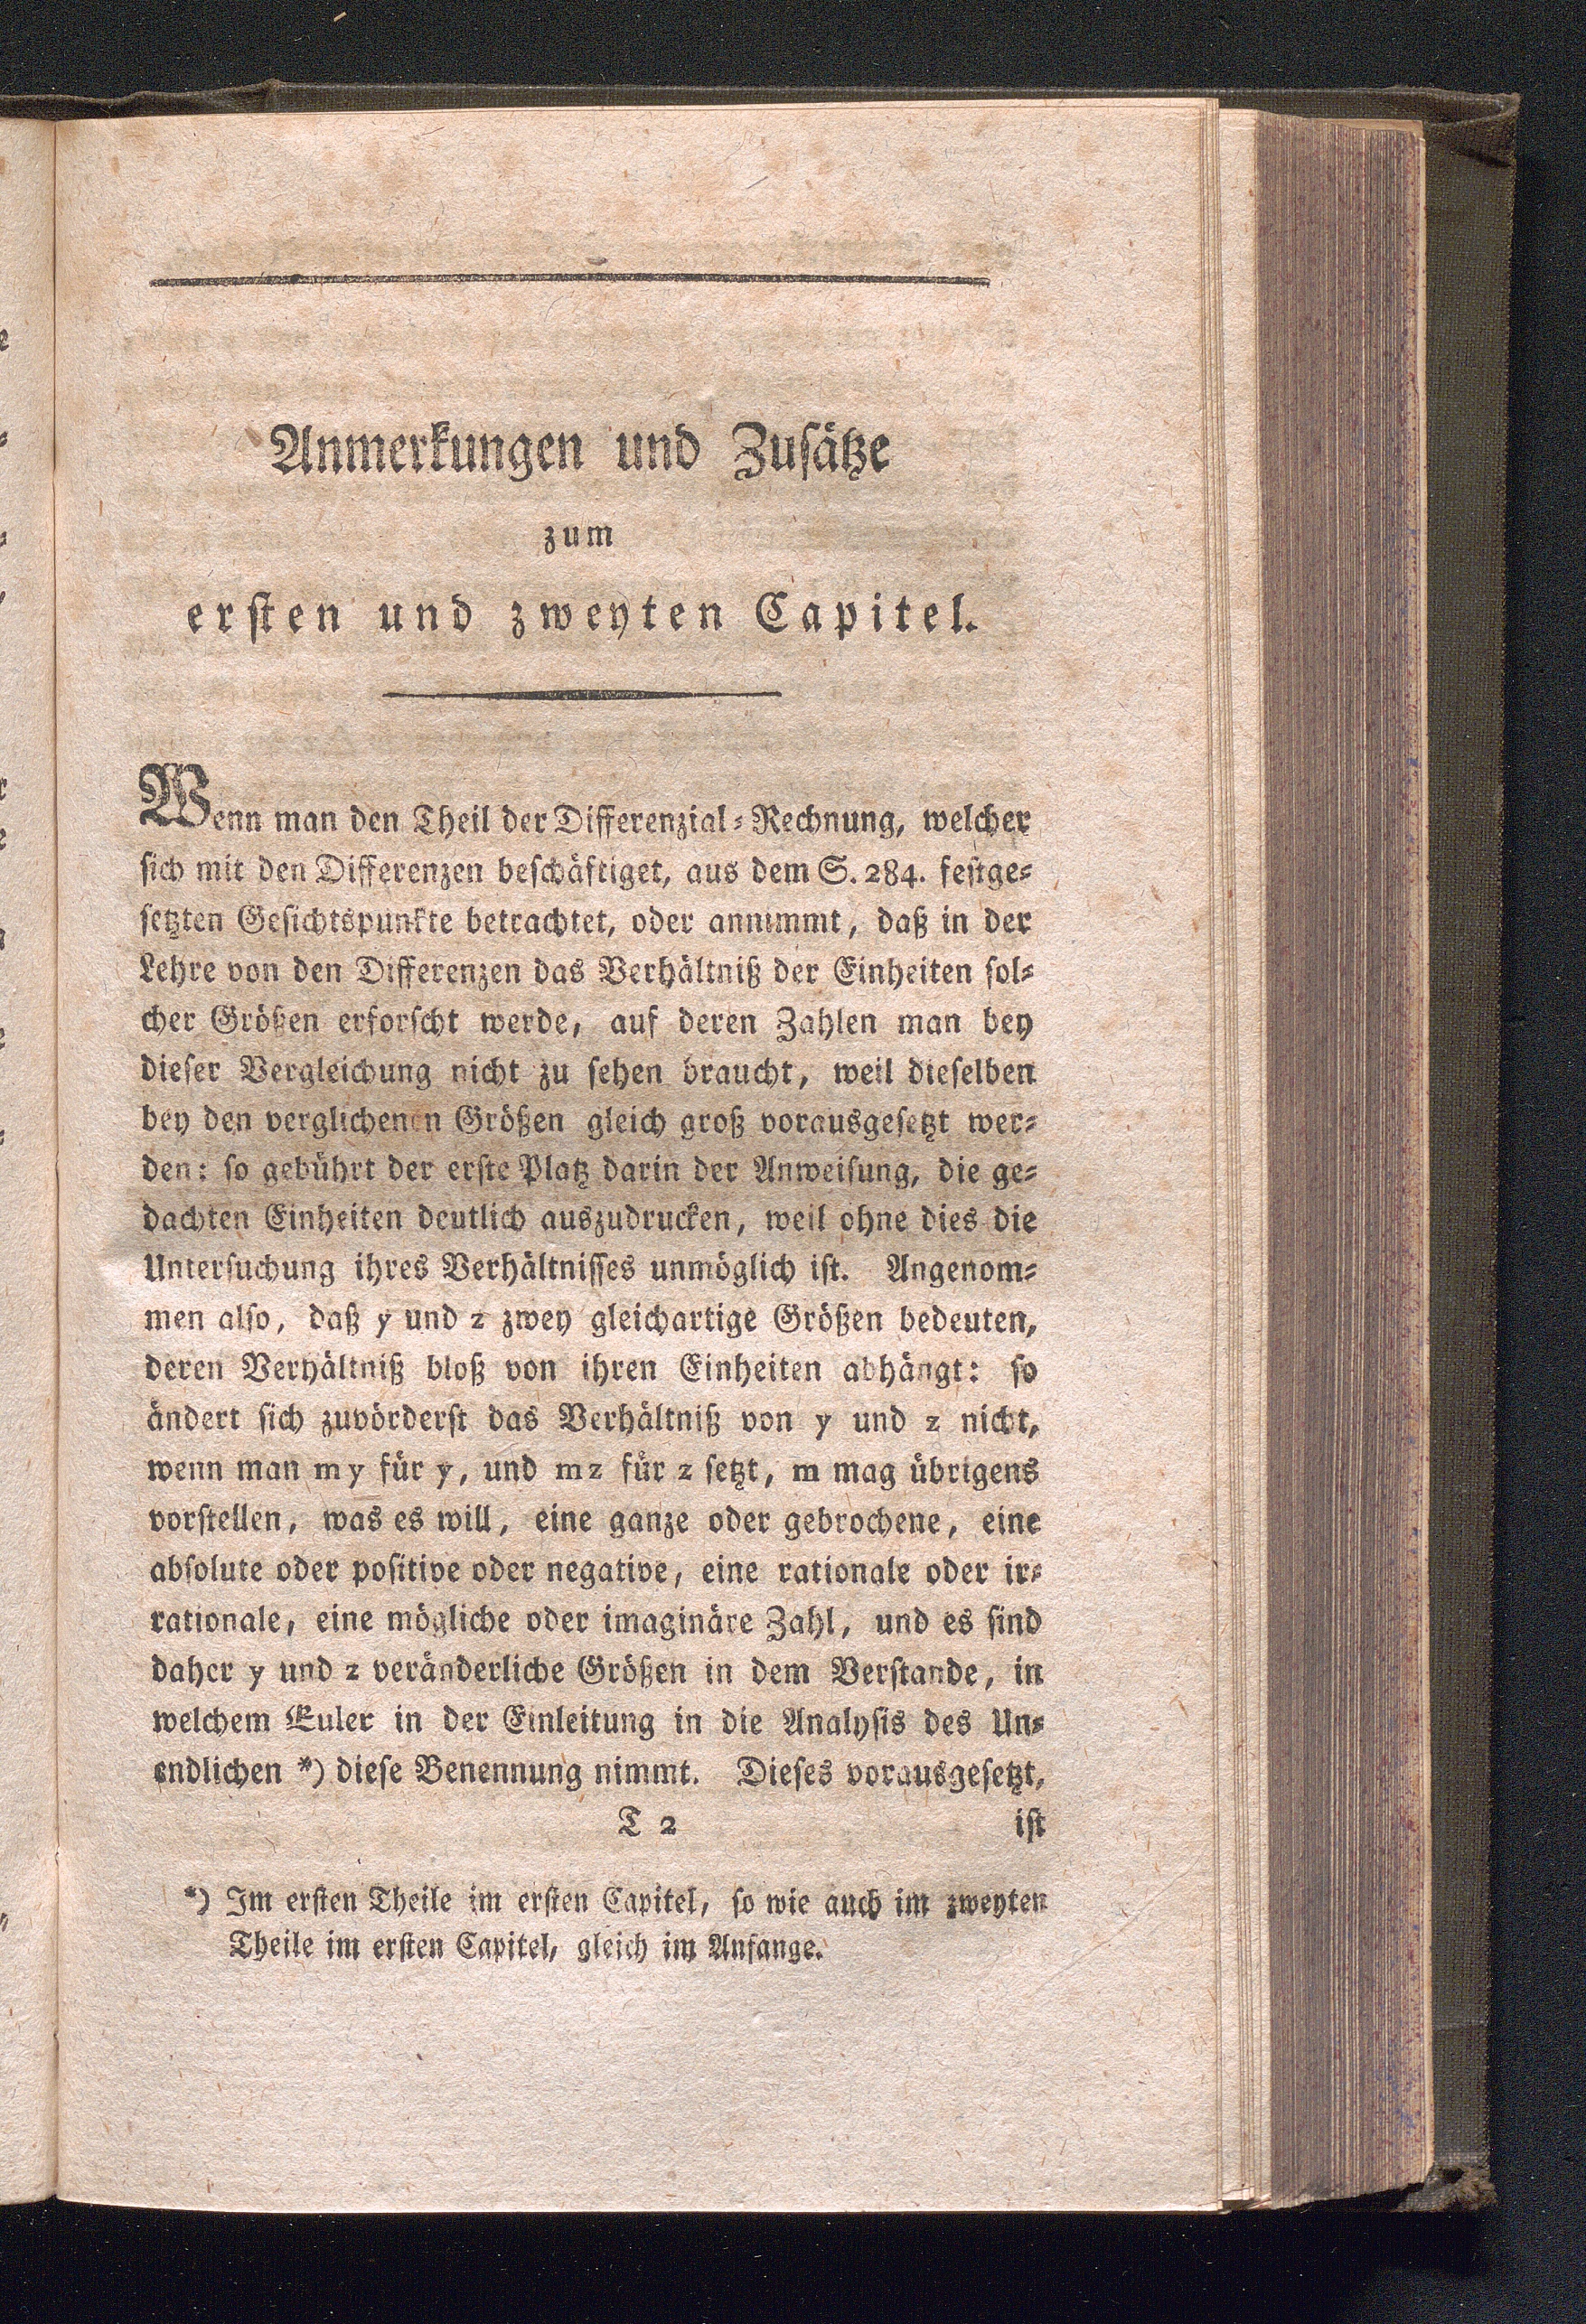 Anmerkungen und Zusätze
zum
ersten und zweyten Capitel.
Wenn man den Theil der Differenzial-Rechnung, welcher
sich mit den Differenzen beschäftiget, aus dem S. 284. festge-
setzten Gesichtspunkte betrachtet, oder annimmt, daß in der
Lehre von den Differenzen das Verhältniß der Einheiten sol-
cher Größen erforscht werde, auf deren Zahlen man bey
dieser Vergleichung nicht zu sehen braucht, weil dieselben
bey den verglichenen Größen gleich groß vorausgesetzt wer-
den: so gebührt der erste Platz darin der Anweisung, die ge-
dachten Einheiten deutlich auszudrucken, weil ohne dies die
Untersuchung ihres Verhältnisses unmöglich ist. Angenom-
men also, daß y und z zwey gleichartige Größen bedeuten,
deren Verhältniß bloß von ihren Einheiten abhängt: so
ändert sich zuvörderst das Verhältniß von y und z nicht,
wenn man my für y, und mz für z setzt, m mag übrigens
vorstellen, was es will, eine ganze oder gebrochene, eine
absolute oder positive oder negative, eine rationale oder ir-
rationale, eine mögliche oder imaginäre Zahl, und es sind
daher y und z veränderliche Größen in dem Verstande, in
welchem Euler in der Einleitung in die Analysis des Un-
endlichen *) diese Benennung nimmt. Dieses vorausgesetzt,
T 2 ist
*) Im ersten Theile im ersten Capitel, so wie auch im zweyten
Theile im ersten Capitel, gleich im Anfange.